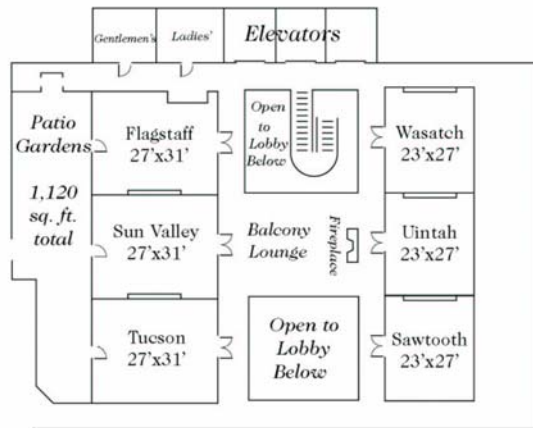 Gentlemen's
Ladies'
Elevators
Patio
Gardens
1,120
sq. ft.
total
Flagstaff
27'x31'
Open
to
Lobby
Below
Wasatch
23'x27'
Sun Valley
27'x31'
Balcony
Lounge
Fireplace
Uintah
23'x27'
Tucson
27'x31'
Open to
Lobby
Below
Sawtooth
23'x27'